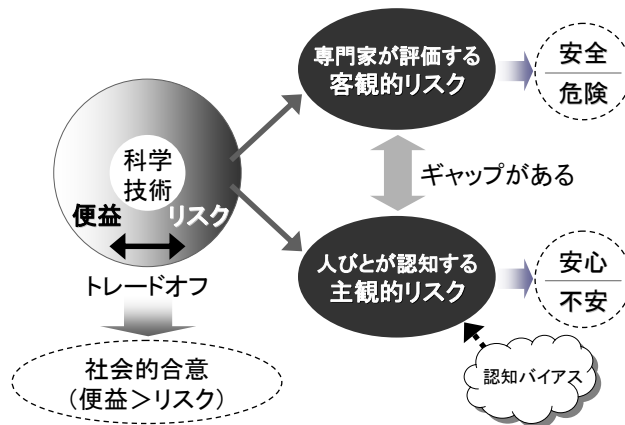 専門家が評価する
客観的リスク
安全
危険
科学
技術
便益
リスク
トレードオフ
ギャップがある
人びとが認知する
主観的リスク
安心
不安
認知バイアス
社会的合意
(便益＞リスク)